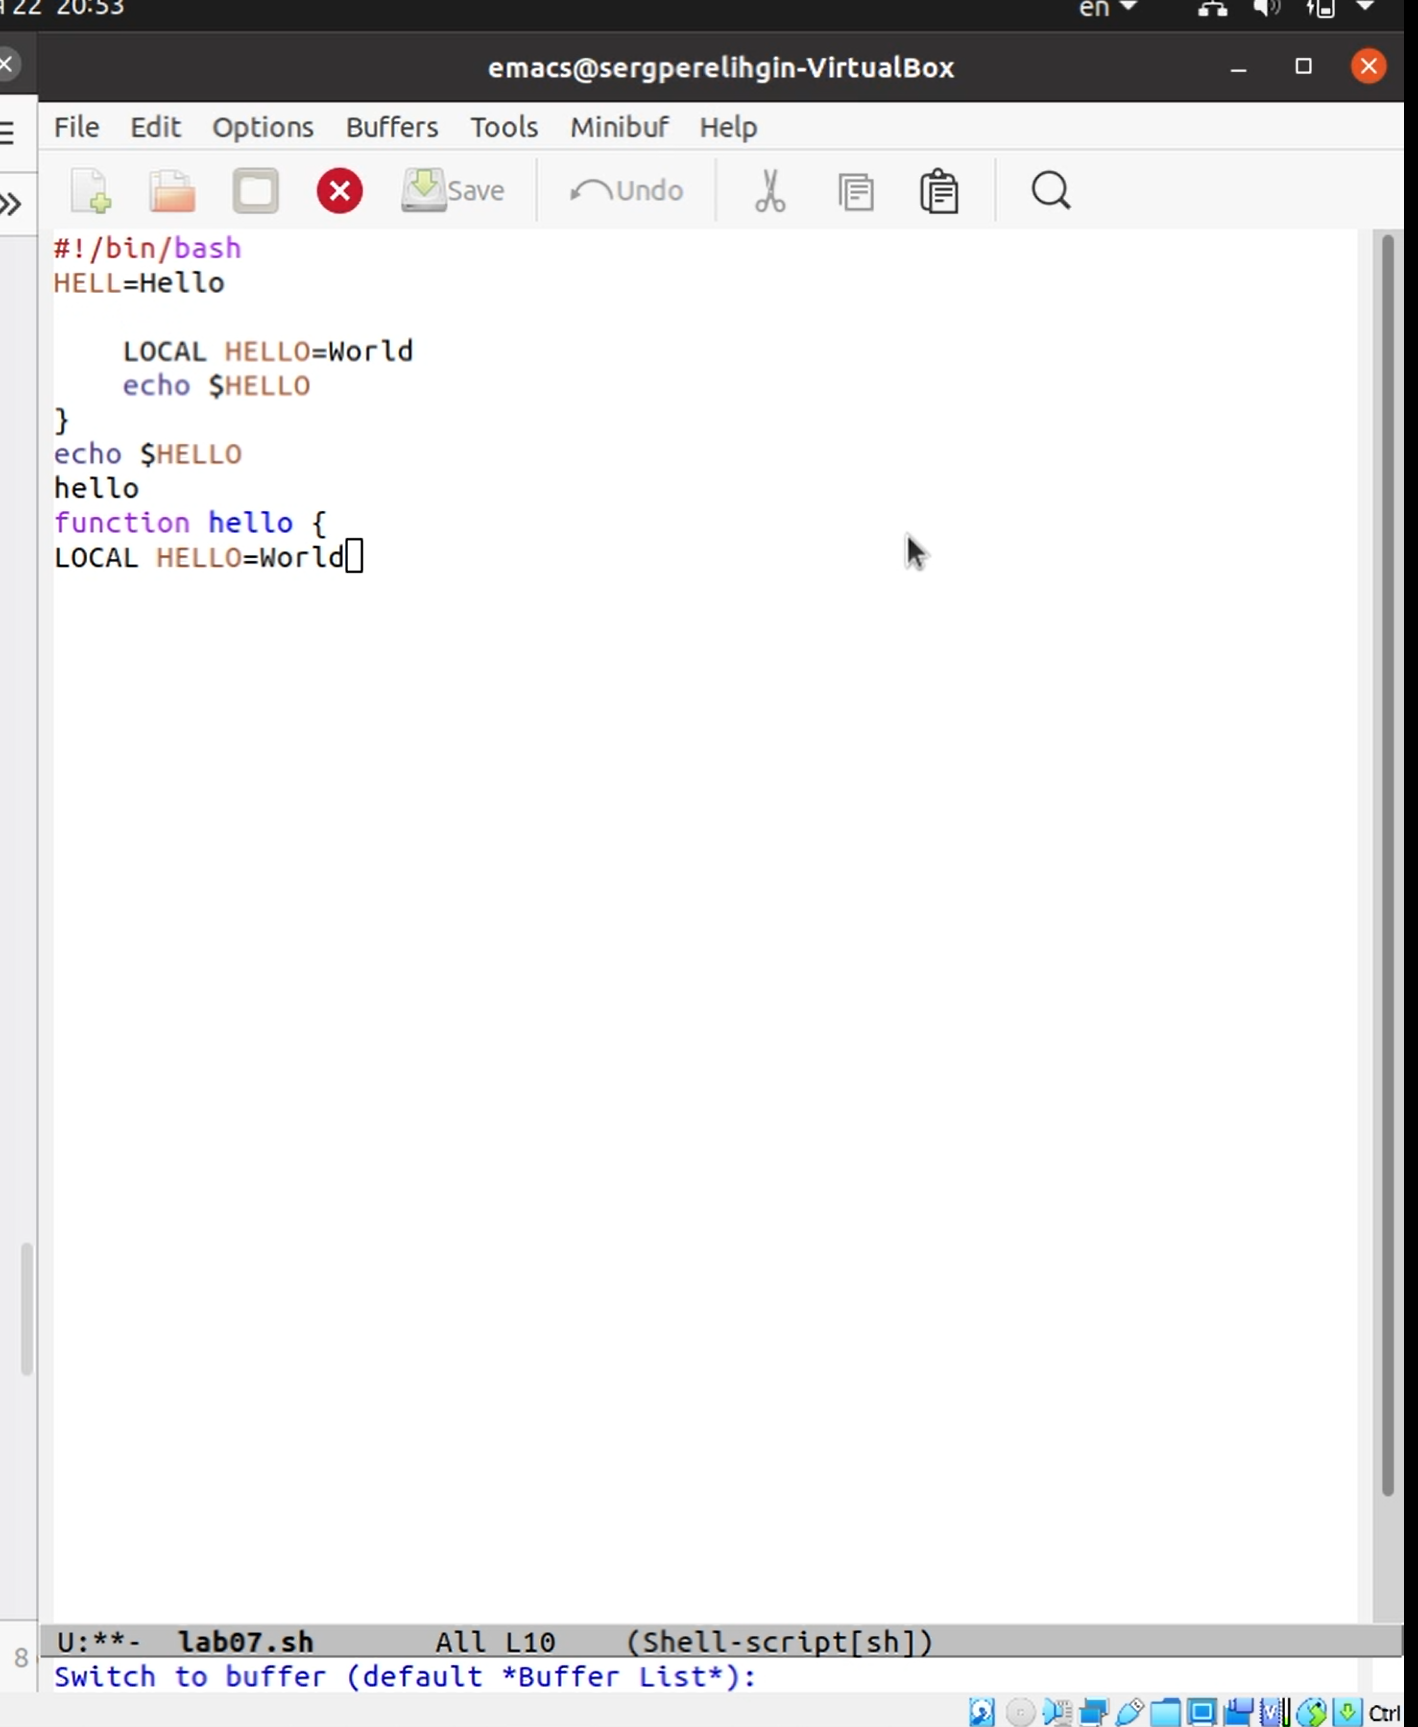 22 20:53
en
emacs@sergperelihgin-VirtualBox
File Edit Options Buffers Tools Minibuf Help
Save Undo
#!/bin/bash
HELL=Hello
LOCAL HELLO=World
echo $HELLO
}
echo $HELLO
hello
function hello {
LOCAL HELLO=World
U:**- lab07.sh All L10 (Shell-script[sh])
8
Switch to buffer (default *Buffer List*):
Ctrl